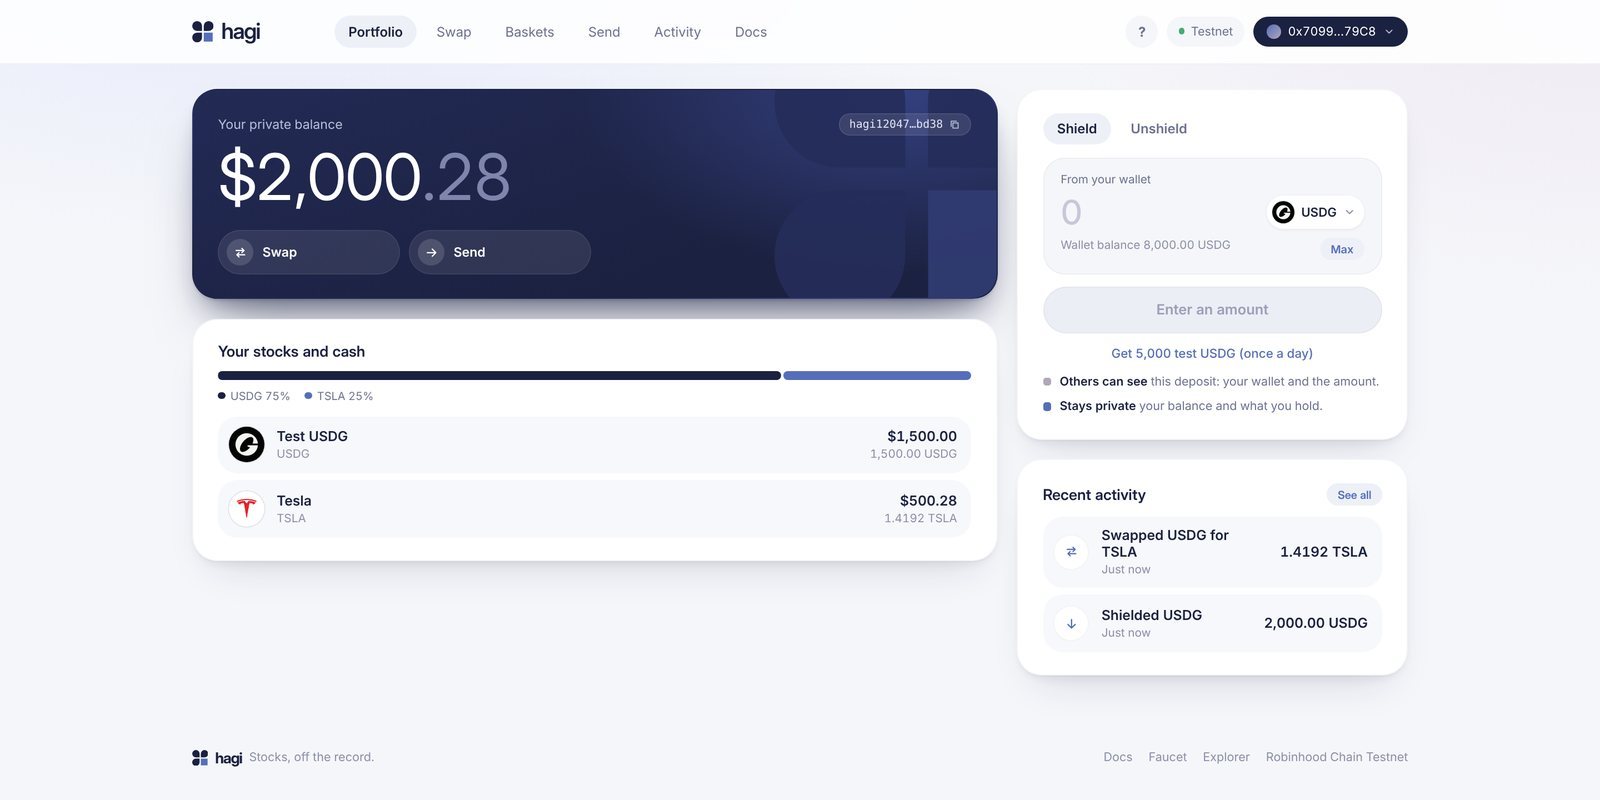 hagi
Portfolio
Swap
Baskets
Send
Activity
Docs
?
Testnet
0x7099...79C8
Your private balance
hagi12047…bd38
$2,000.28
Swap
Send
Your stocks and cash
USDG 75%
TSLA 25%
Test USDG
$1,500.00
USDG
1,500.00 USDG
Tesla
$500.28
TSLA
1.4192 TSLA
Shield
Unshield
From your wallet
0
USDG
Wallet balance 8,000.00 USDG
Max
Enter an amount
Get 5,000 test USDG (once a day)
Others can see this deposit: your wallet and the amount.
Stays private your balance and what you hold.
Recent activity
See all
Swapped USDG for
TSLA
1.4192 TSLA
Just now
Shielded USDG
2,000.00 USDG
Just now
hagi
Stocks, off the record.
Docs
Faucet
Explorer
Robinhood Chain Testnet